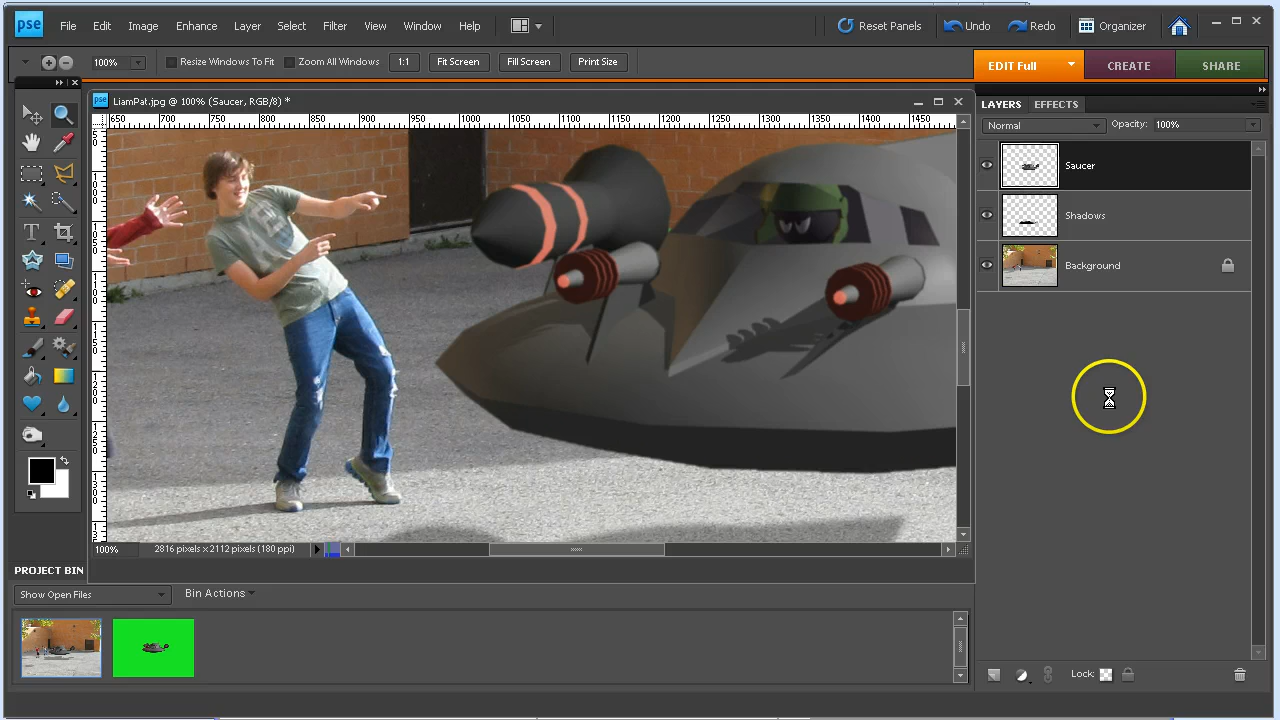 pse File Edit Image Enhance Layer Select Filter View Window Help Reset Panels Undo Redo Organizer
100% Resize Windows To Fit Zoom All Windows 1:1 Fit Screen Fill Screen Print Size EDIT Full CREATE SHARE
pse LiamPat.jpg @ 100% (Saucer, RGB/8) *
LAYERS EFFECTS
650 700 750 800 850 900 950 1000 1050 1100 1150 1200 1250 1300 1350 1400 1450
Normal Opacity: 100%
Saucer
Shadows
Background
T
100% 2816 pixels x 2112 pixels (180 ppi)
PROJECT BIN
Show Open Files Bin Actions
Lock: